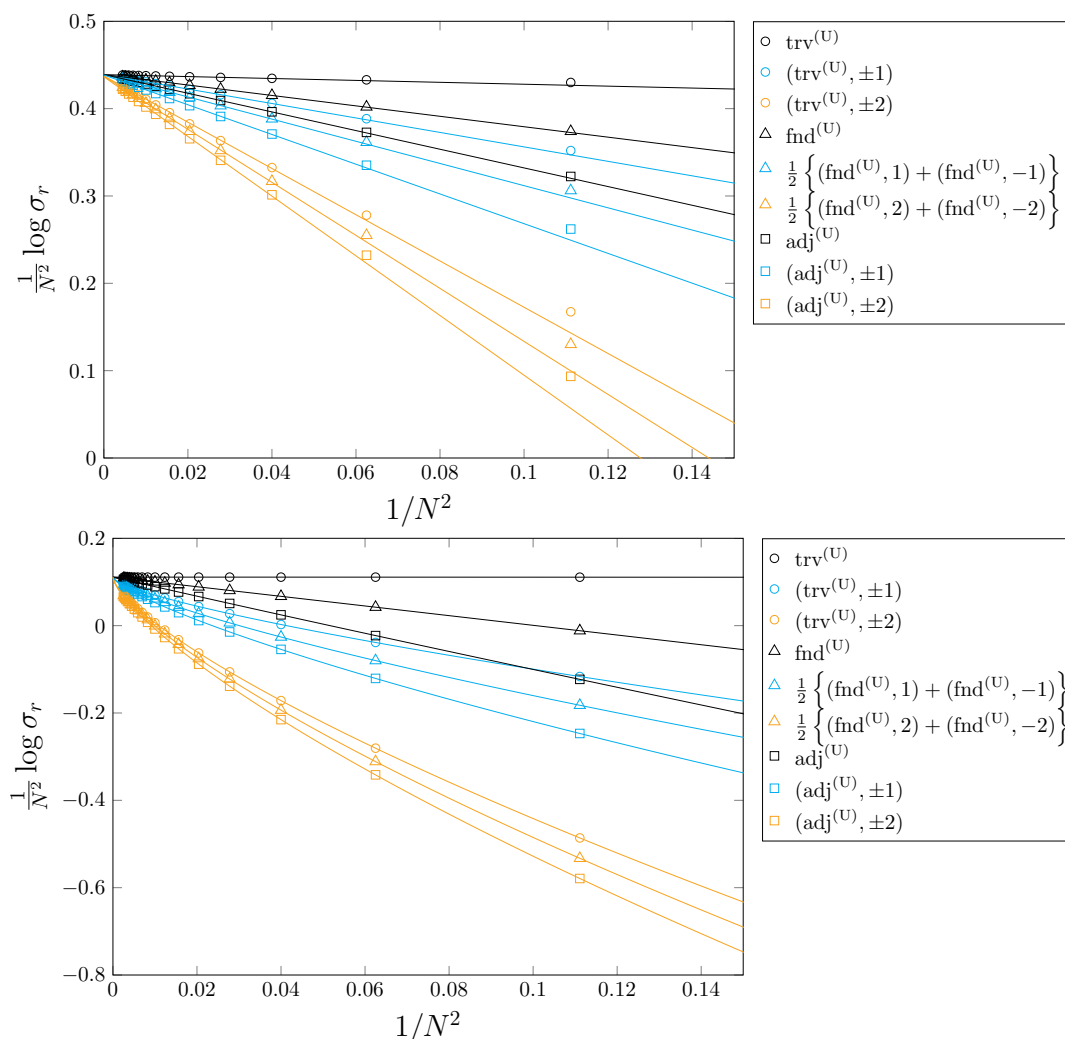 0.5
0.4
0.3
0.2
0.1
0
0 0.02 0.04 0.06 0.08 0.1 0.12 0.14
1/N²
1/N² log σ_r
trv^(U)
(trv^(U), ±1)
(trv^(U), ±2)
fnd^(U)
1/2 {(fnd^(U), 1) + (fnd^(U), −1)}
1/2 {(fnd^(U), 2) + (fnd^(U), −2)}
adj^(U)
(adj^(U), ±1)
(adj^(U), ±2)
0.2
0
−0.2
−0.4
−0.6
−0.8
0 0.02 0.04 0.06 0.08 0.1 0.12 0.14
1/N²
1/N² log σ_r
trv^(U)
(trv^(U), ±1)
(trv^(U), ±2)
fnd^(U)
1/2 {(fnd^(U), 1) + (fnd^(U), −1)}
1/2 {(fnd^(U), 2) + (fnd^(U), −2)}
adj^(U)
(adj^(U), ±1)
(adj^(U), ±2)